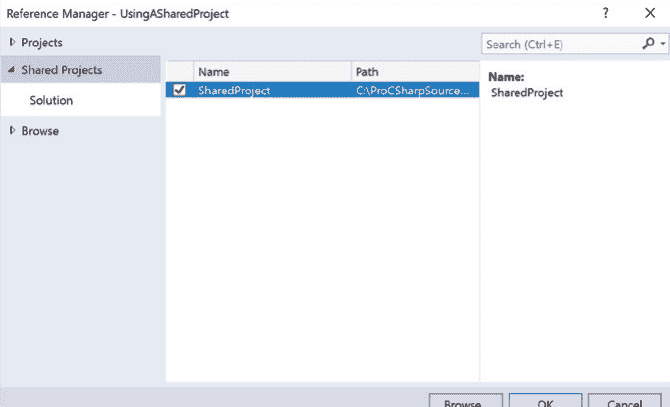 Reference Manager - UsingASharedProject
? ×
Projects
Search (Ctrl+E)
Shared Projects
Name Path
Name:
SharedProject
Solution
SharedProject C:\ProCSharpSource...
Browse
Browse... OK Cancel